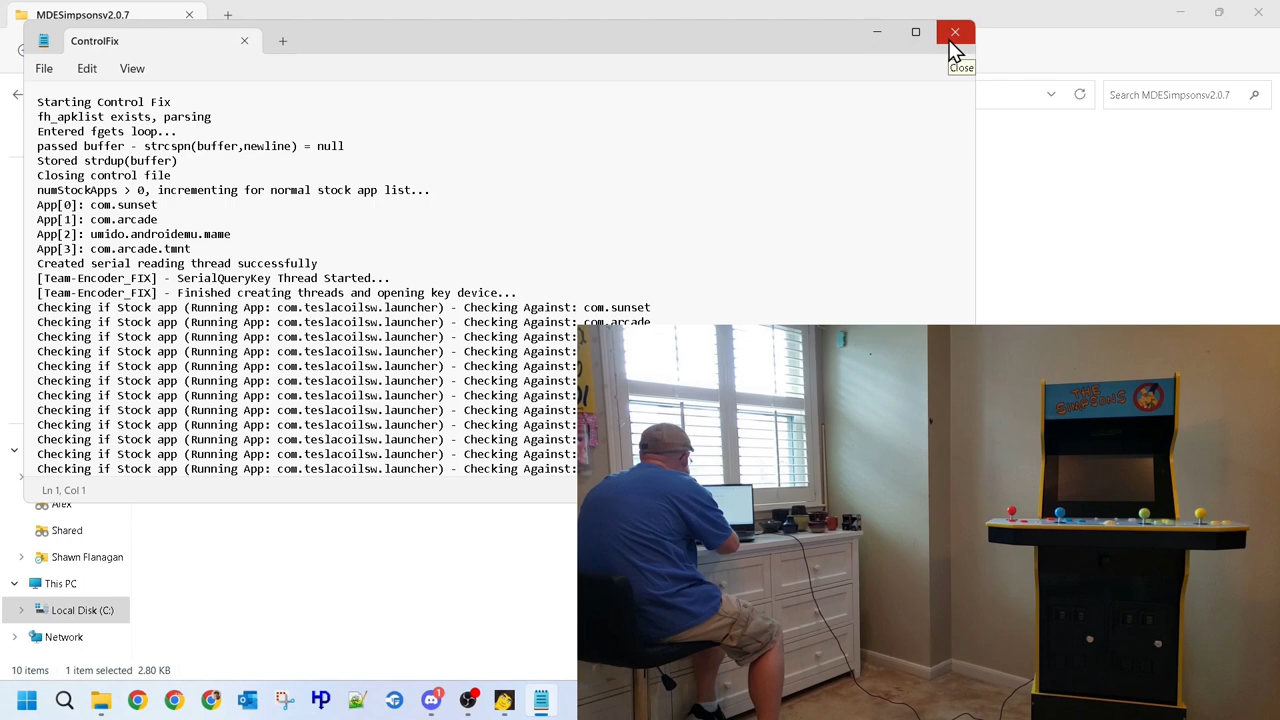 MDESimpsonsv2.0.7
ControlFix
File Edit View
Close
Search MDESimpsonsv2.0.7
Starting Control Fix
fh_apklist exists, parsing
Entered fgets loop...
passed buffer - strcspn(buffer,newline) = null
Stored strdup(buffer)
Closing control file
numStockApps > 0, incrementing for normal stock app list...
App[0]: com.sunset
App[1]: com.arcade
App[2]: umido.androidemu.mame
App[3]: com.arcade.tmnt
Created serial reading thread successfully
[Team-Encoder_FIX] - SerialQueryKey Thread Started...
[Team-Encoder_FIX] - Finished creating threads and opening key device...
Checking if Stock app (Running App: com.teslacoilsw.launcher) - Checking Against: com.sunset
Checking if Stock app (Running App: com.teslacoilsw.launcher) - Checking Against: com.arcade
Checking if Stock app (Running App: com.teslacoilsw.launcher) - Checking Against:
Checking if Stock app (Running App: com.teslacoilsw.launcher) - Checking Against:
Checking if Stock app (Running App: com.teslacoilsw.launcher) - Checking Against:
Checking if Stock app (Running App: com.teslacoilsw.launcher) - Checking Against:
Checking if Stock app (Running App: com.teslacoilsw.launcher) - Checking Against:
Checking if Stock app (Running App: com.teslacoilsw.launcher) - Checking Against:
Checking if Stock app (Running App: com.teslacoilsw.launcher) - Checking Against:
Checking if Stock app (Running App: com.teslacoilsw.launcher) - Checking Against:
Checking if Stock app (Running App: com.teslacoilsw.launcher) - Checking Against:
Checking if Stock app (Running App: com.teslacoilsw.launcher) - Checking Against:
Ln 1, Col 1
THE
SIMPSONS
Alex
Shared
Shawn Flanagan
This PC
Local Disk (C:)
Network
10 items 1 item selected 2.80 KB
HD
1